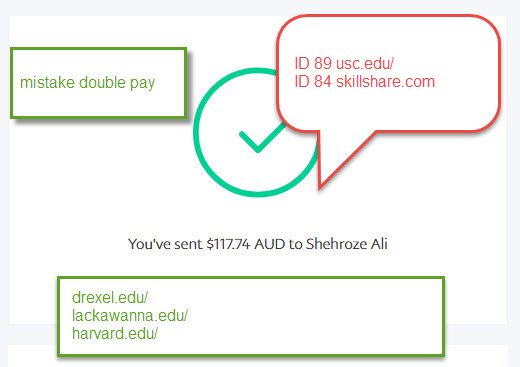 mistake double pay
ID 89 usc.edu/
ID 84 skillshare.com
You've sent $117.74 AUD to Shehroze Ali
drexel.edu/
lackawanna.edu/
harvard.edu/